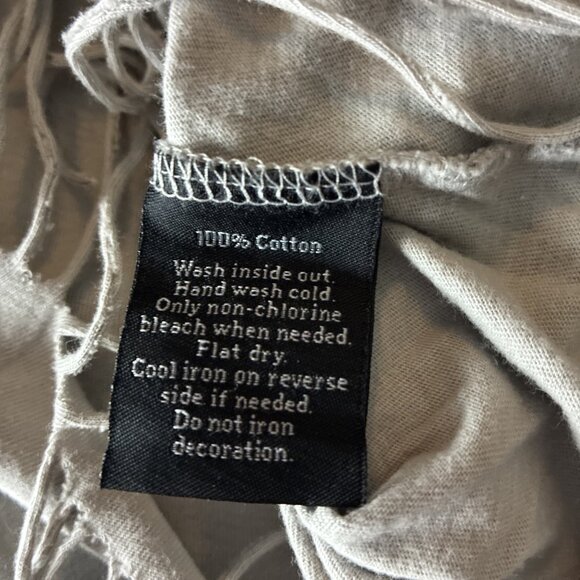 100% Cotton
Wash inside out.
Hand wash cold.
Only non-chlorine
bleach when needed.
Flat dry.
Cool iron on reverse
side if needed.
Do not iron
decoration.